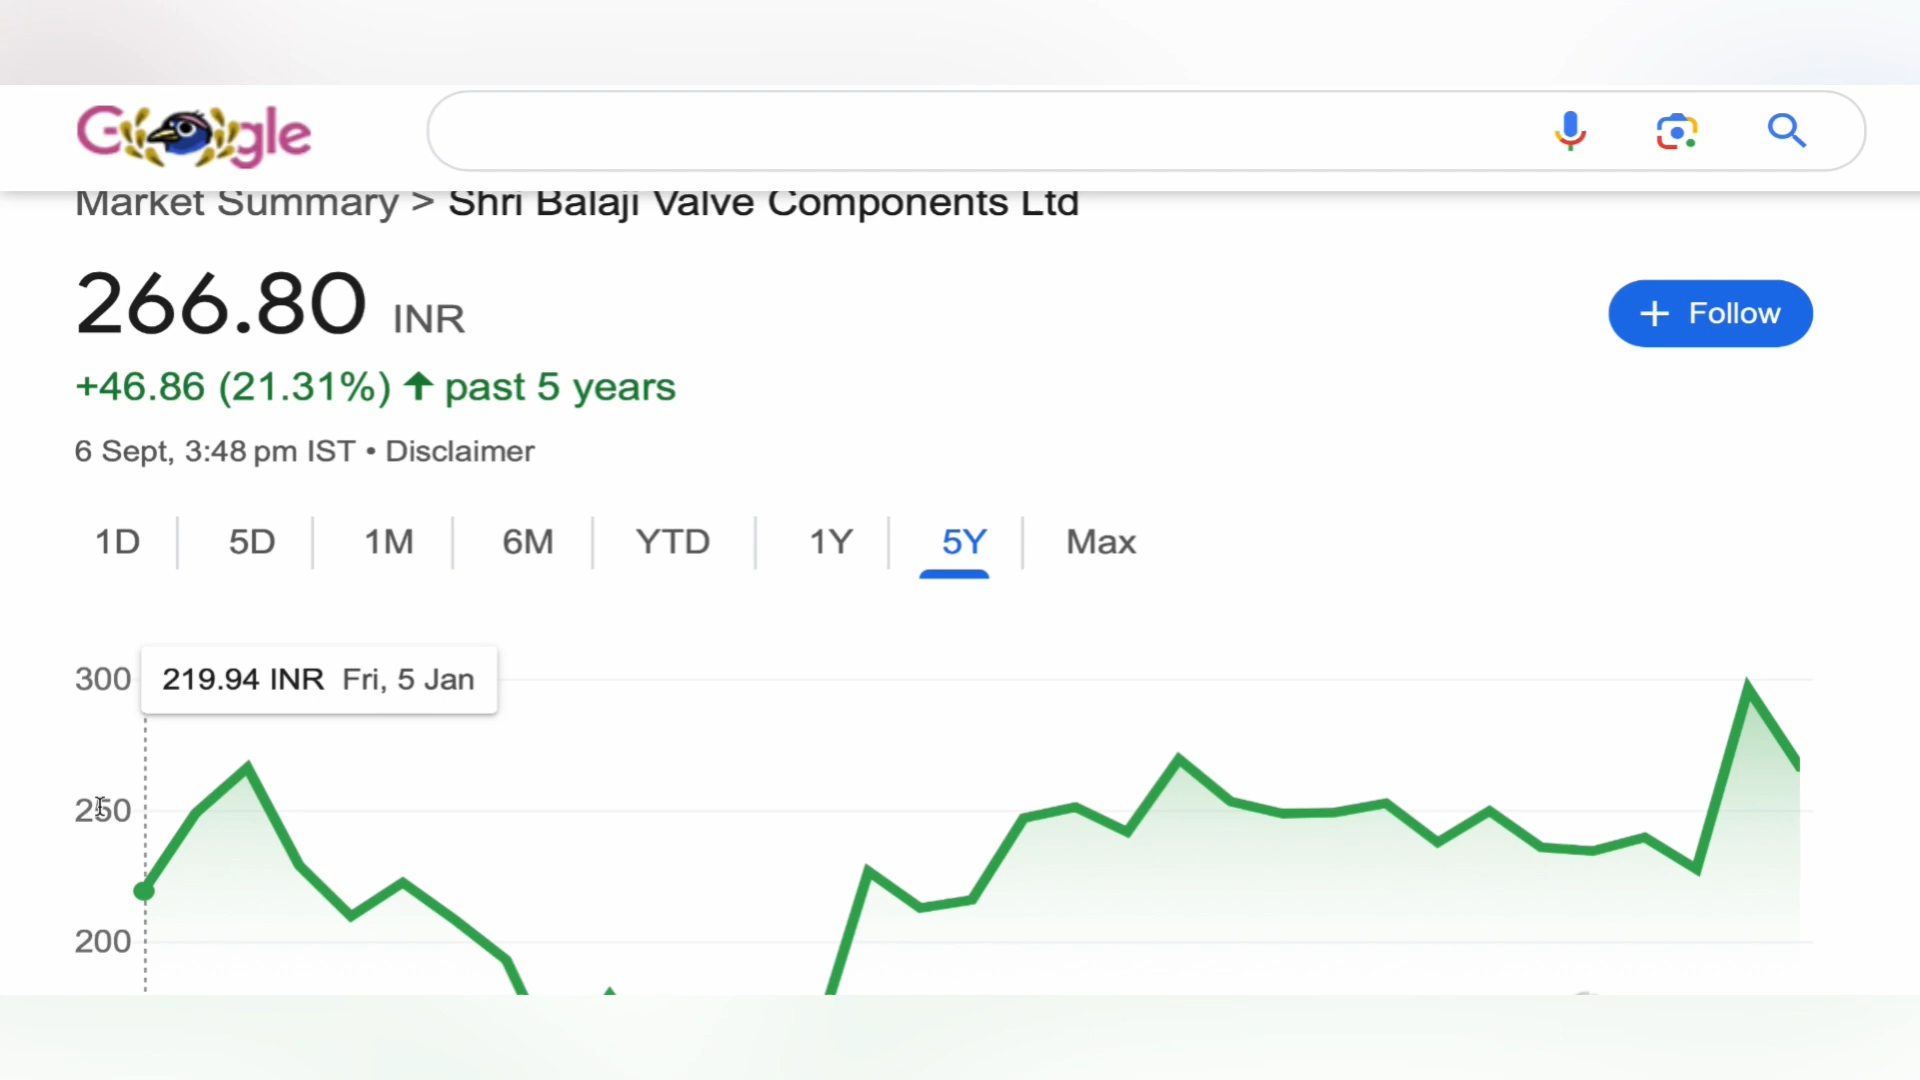 Google
Market Summary > Shri Balaji Valve Components Ltd
266.80 INR
+ Follow
+46.86 (21.31%) ↑ past 5 years
6 Sept, 3:48 pm IST • Disclaimer
1D 5D 1M 6M YTD 1Y 5Y Max
300
219.94 INR Fri, 5 Jan
250
200